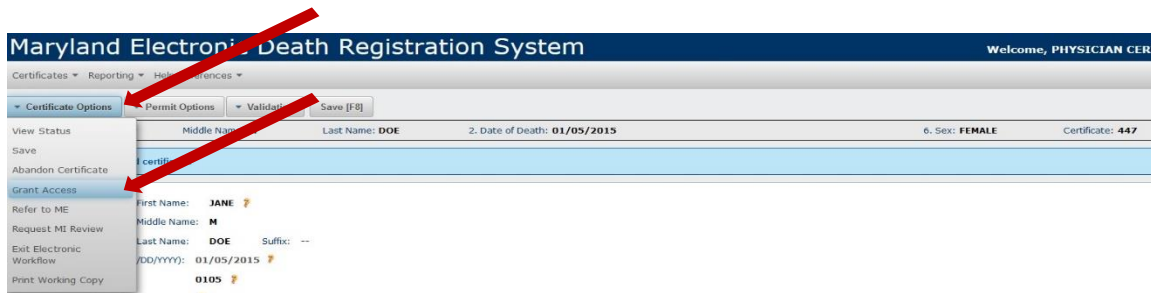 Maryland Electronic Death Registration System
Welcome, PHYSICIAN CER
Certificates Reporting
Certificate Options Permit Options Save [F8]
View Status Last Name: DOE 2. Date of Death: 01/05/2015 6. Sex: FEMALE Certificate: 447
Save
Abandon Certificate
Grant Access
First Name: JANE
Refer to ME
Middle Name: M
Request MI Review
Last Name: DOE Suffix: --
Exit Electronic
Workflow
/DD/YYYY): 01/05/2015
Print Working Copy
0105